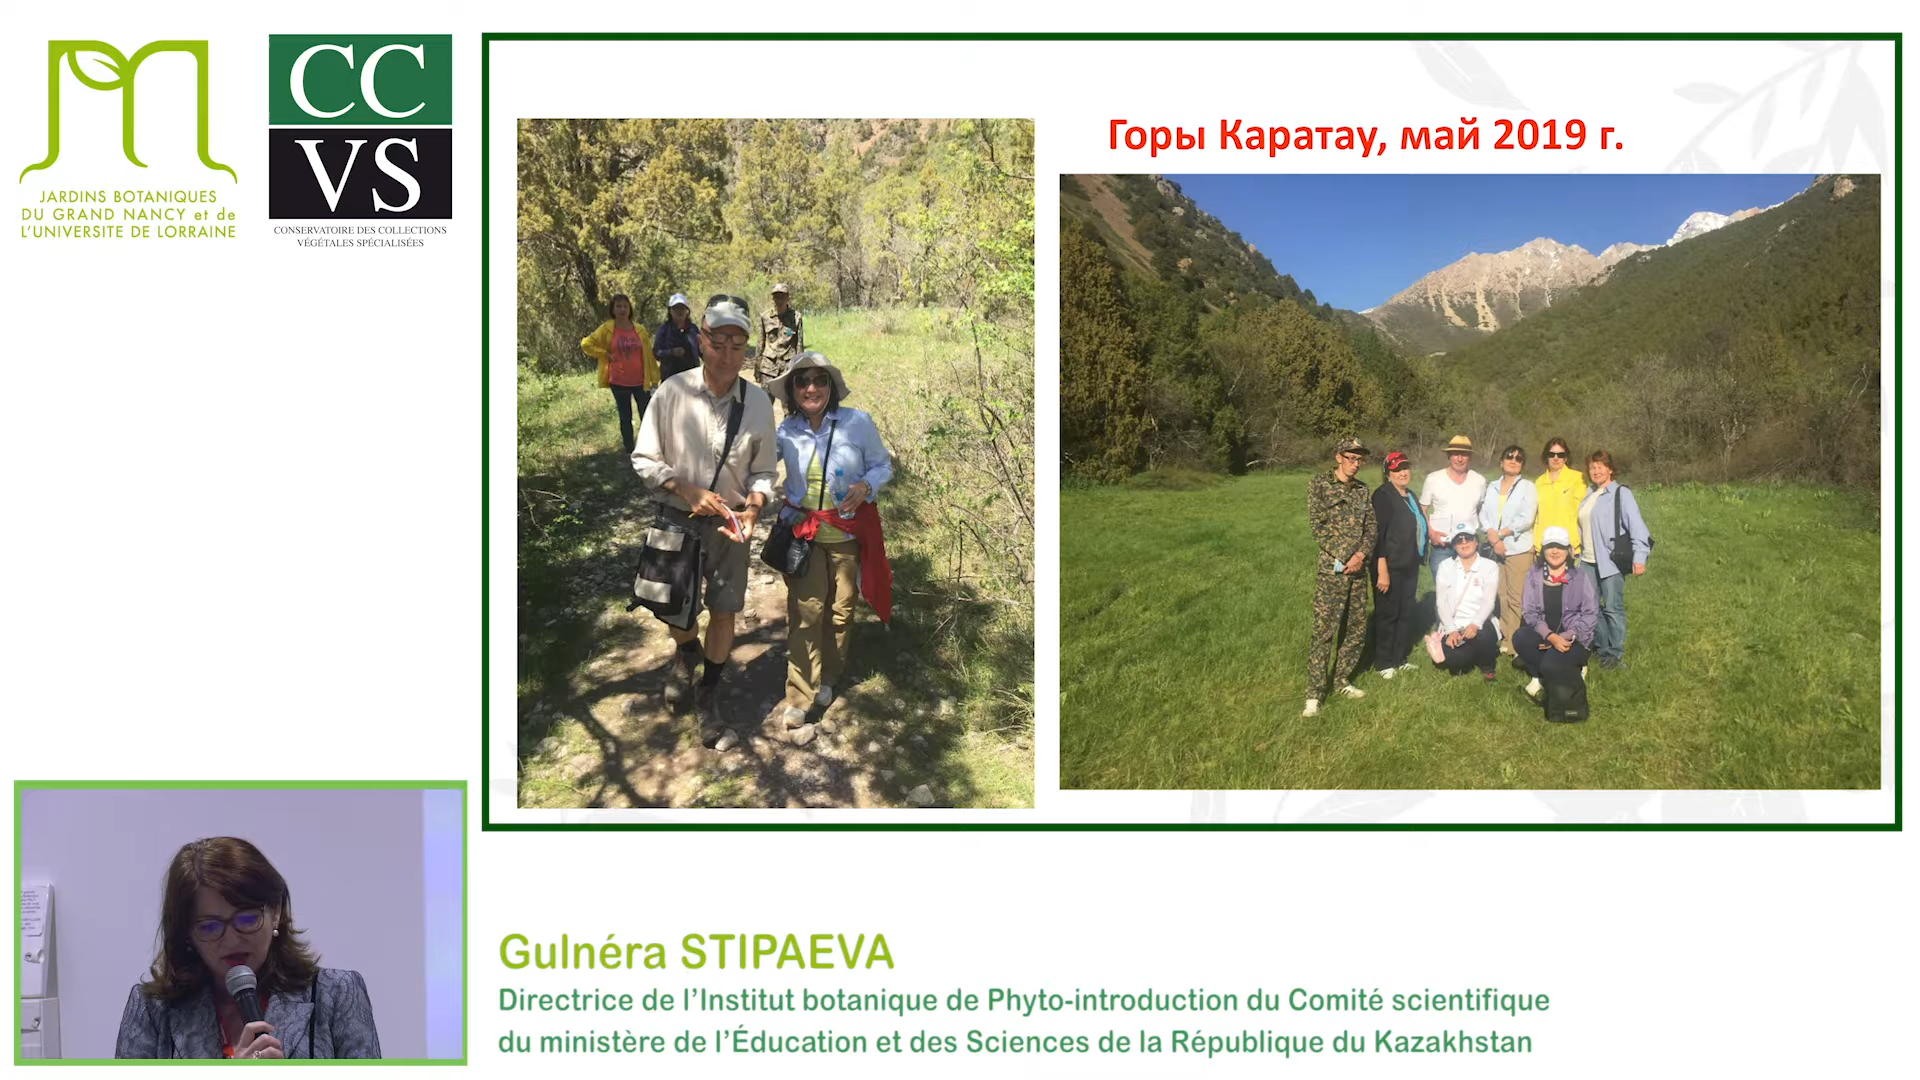 JARDINS BOTANIQUES
DU GRAND NANCY et de
L'UNIVERSITE DE LORRAINE
CC
VS
CONSERVATOIRE DES COLLECTIONS
VÉGÉTALES SPÉCIALISÉES
Горы Каратау, май 2019 г.
Gulnéra STIPAEVA
Directrice de l'Institut botanique de Phyto-introduction du Comité scientifique
du ministère de l'Éducation et des Sciences de la République du Kazakhstan